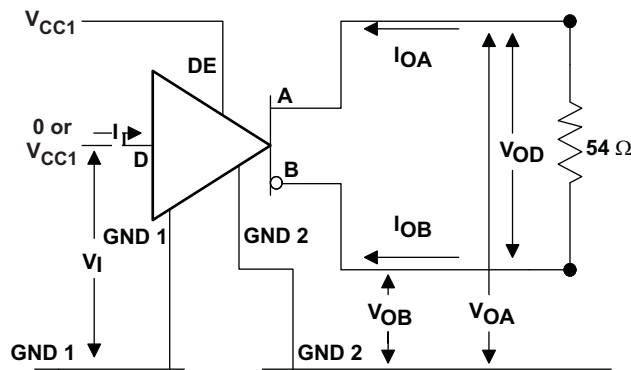 VCC1
DE
IOA
A
0 or
II
VCC1
D
B
VOD
54 Ω
GND 1
GND 2
IOB
VI
VOB
VOA
GND 1
GND 2